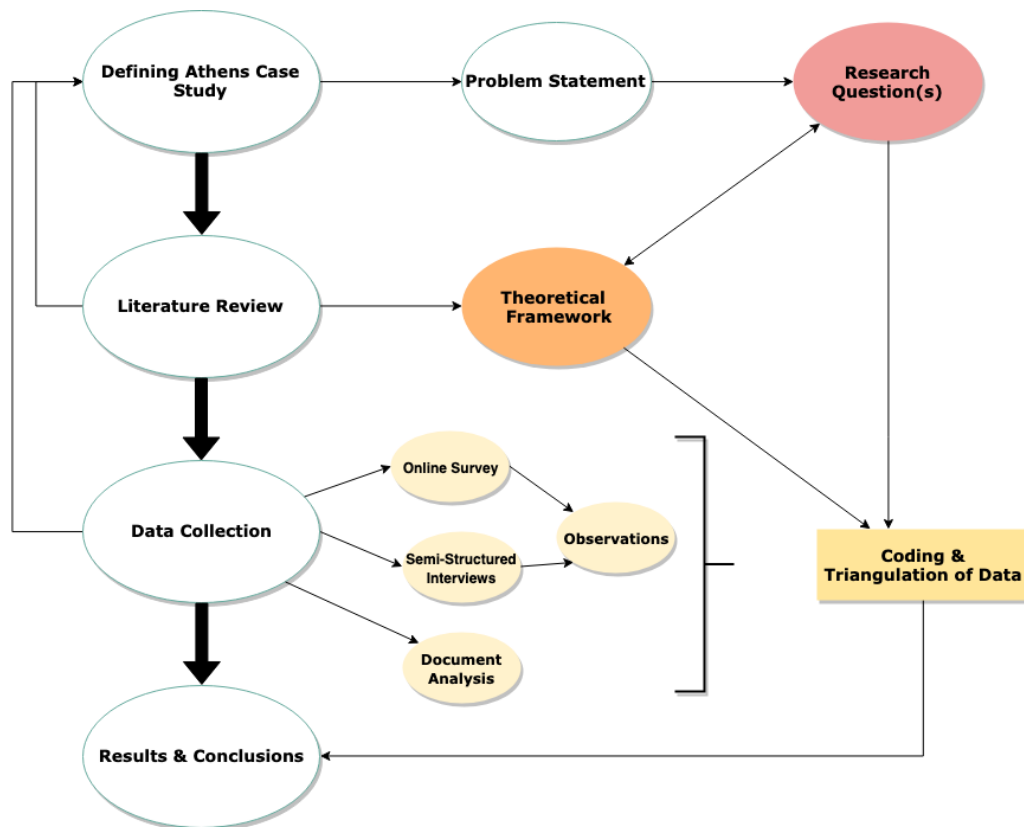 Defining Athens Case
Study
Problem Statement
Research
Question(s)
Literature Review
Theoretical
Framework
Online Survey
Data Collection
Observations
Semi-Structured
Interviews
Coding &
Triangulation of Data
Document
Analysis
Results & Conclusions